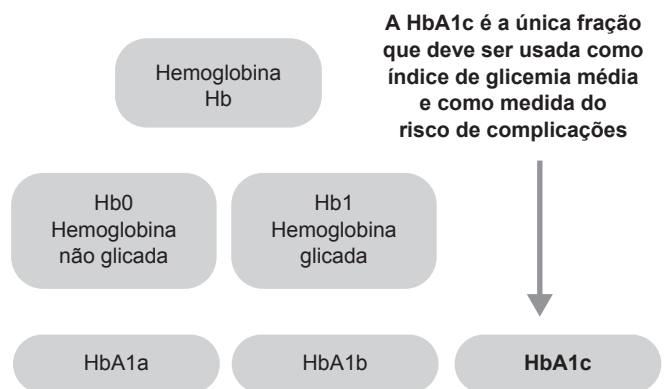 A HbA1c é a única fração
que deve ser usada como
índice de glicemia média
e como medida do
risco de complicações
Hemoglobina
Hb
Hb0
Hemoglobina
não glicada
Hb1
Hemoglobina
glicada
HbA1a
HbA1b
HbA1c